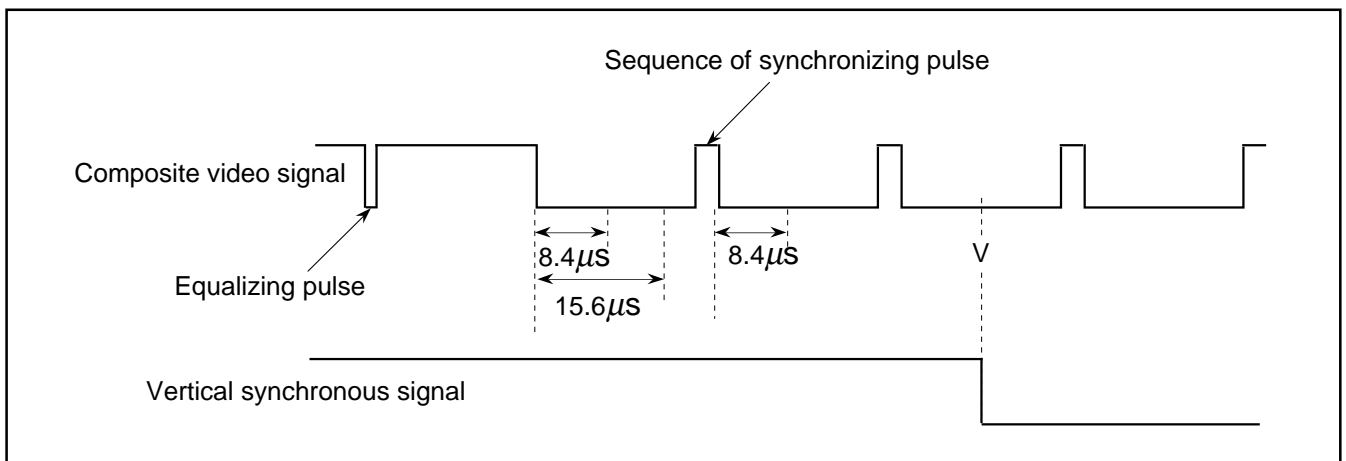 Sequence of synchronizing pulse
Composite video signal
8.4μs
8.4μs
V
Equalizing pulse
15.6μs
Vertical synchronous signal